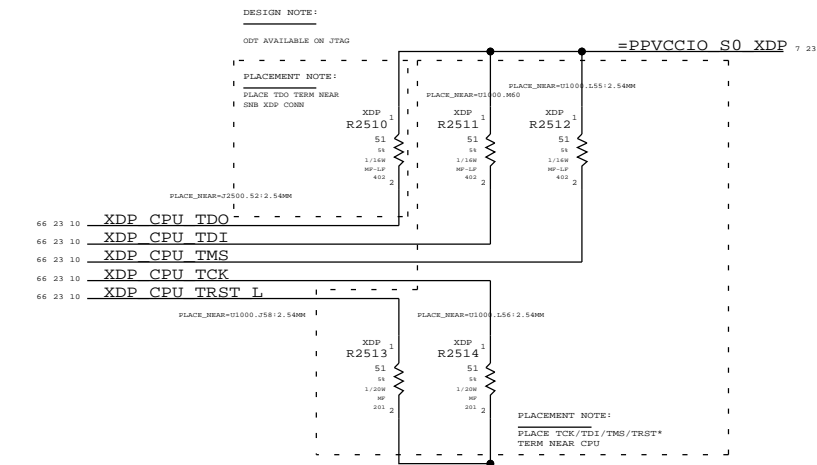 DESIGN NOTE:
ODT AVAILABLE ON JTAG
=PPVCCIO_S0_XDP 7 23
PLACEMENT NOTE:
PLACE TDO TERM NEAR
SNB XDP CONN
PLACE_NEAR=U1000.M60
PLACE_NEAR=U1000.L55:2.54MM
XDP 1
R2510
51
5%
1/16W
MF-LF
402
2
XDP 1
R2511
51
5%
1/16W
MF-LF
402
2
XDP 1
R2512
51
5%
1/16W
MF-LF
402
2
PLACE_NEAR=J2500.52:2.54MM
66 23 10 XDP_CPU_TDO
66 23 10 XDP_CPU_TDI
66 23 10 XDP_CPU_TMS
66 23 10 XDP_CPU_TCK
66 23 10 XDP_CPU_TRST_L
PLACE_NEAR=U1000.J58:2.54MM
PLACE_NEAR=U1000.L56:2.54MM
XDP 1
R2513
51
5%
1/20W
MF
201
2
XDP 1
R2514
51
5%
1/20W
MF
201
2
PLACEMENT NOTE:
PLACE TCK/TDI/TMS/TRST*
TERM NEAR CPU